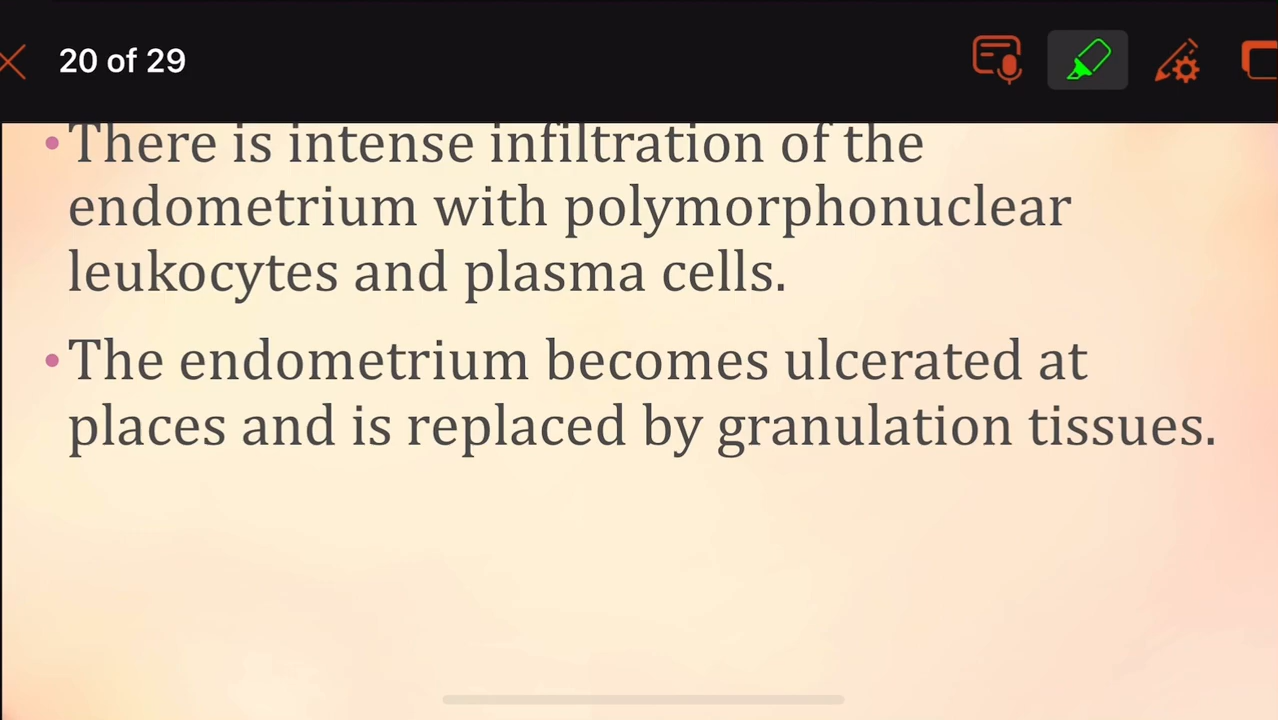 20 of 29
• There is intense infiltration of the
endometrium with polymorphonuclear
leukocytes and plasma cells.
• The endometrium becomes ulcerated at
places and is replaced by granulation tissues.